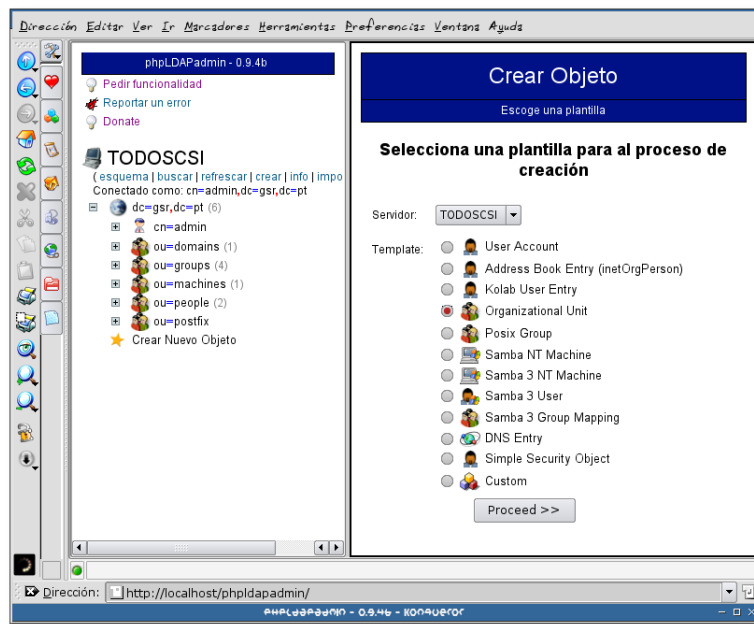 Dirección Editar Ver Ir Marcadores Herramientas Preferencias Ventana Ayuda
phpLDAPadmin - 0.9.4b
Pedir funcionalidad
Reportar un error
Donate
TODOSCSI
( esquema | buscar | refrescar | crear | info | impo
Conectado como: cn=admin,dc=gsr,dc=pt
dc=gsr,dc=pt (6)
cn=admin
ou=domains (1)
ou=groups (4)
ou=machines (1)
ou=people (2)
ou=postfix
Crear Nuevo Objeto
Crear Objeto
Escoge una plantilla
Selecciona una plantilla para al proceso de
creación
Servidor: TODOSCSI
Template: User Account
Address Book Entry (inetOrgPerson)
Kolab User Entry
Organizational Unit
Posix Group
Samba NT Machine
Samba 3 NT Machine
Samba 3 User
Samba 3 Group Mapping
DNS Entry
Simple Security Object
Custom
Proceed >>
Dirección: http://localhost/phpldapadmin/
phpLDAPadmin - 0.9.4b - Konqueror